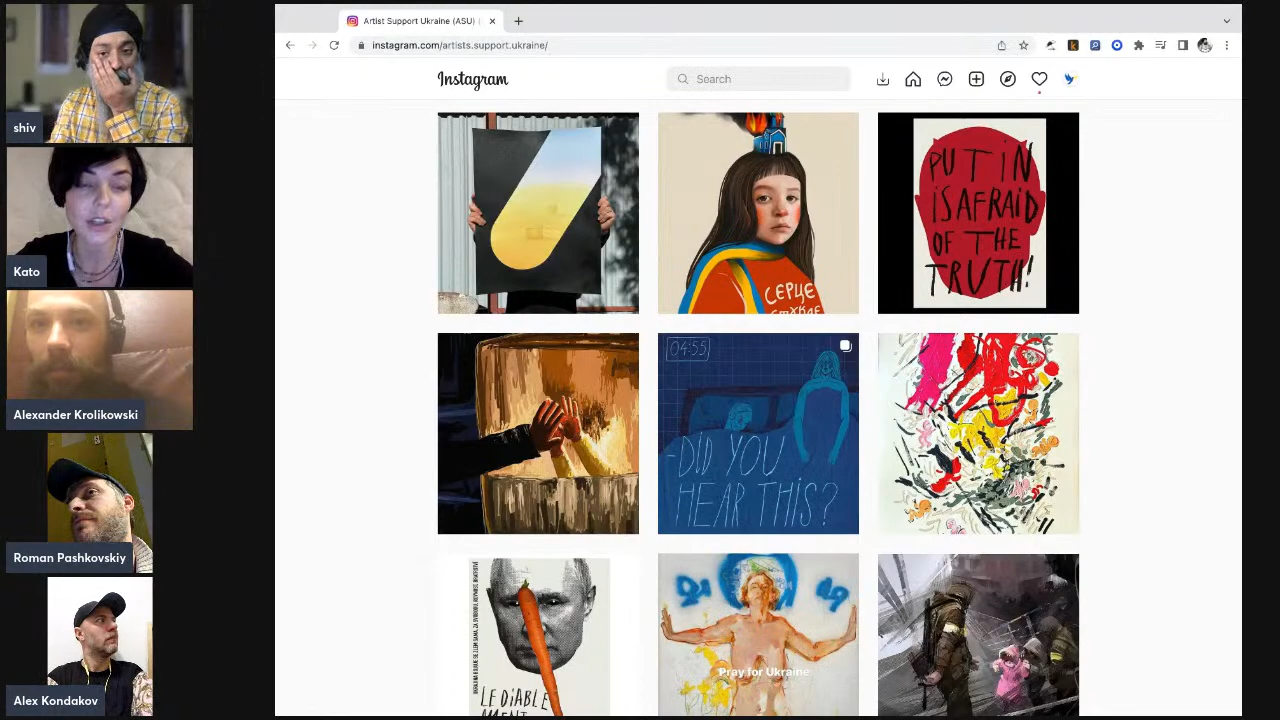 shiv
Kato
Alexander Krolikowski
Roman Pashkovskiy
Alex Kondakov
Artist Support Ukraine (ASU) |
instagram.com/artists.support.ukraine/
Instagram
Search
СЕРЦЕ
PUTIN
IS AFRAID
OF THE
TRUTH!
04:55
-DID YOU
HEAR THIS?
LE DiABLE
MENT
Pray for Ukraine